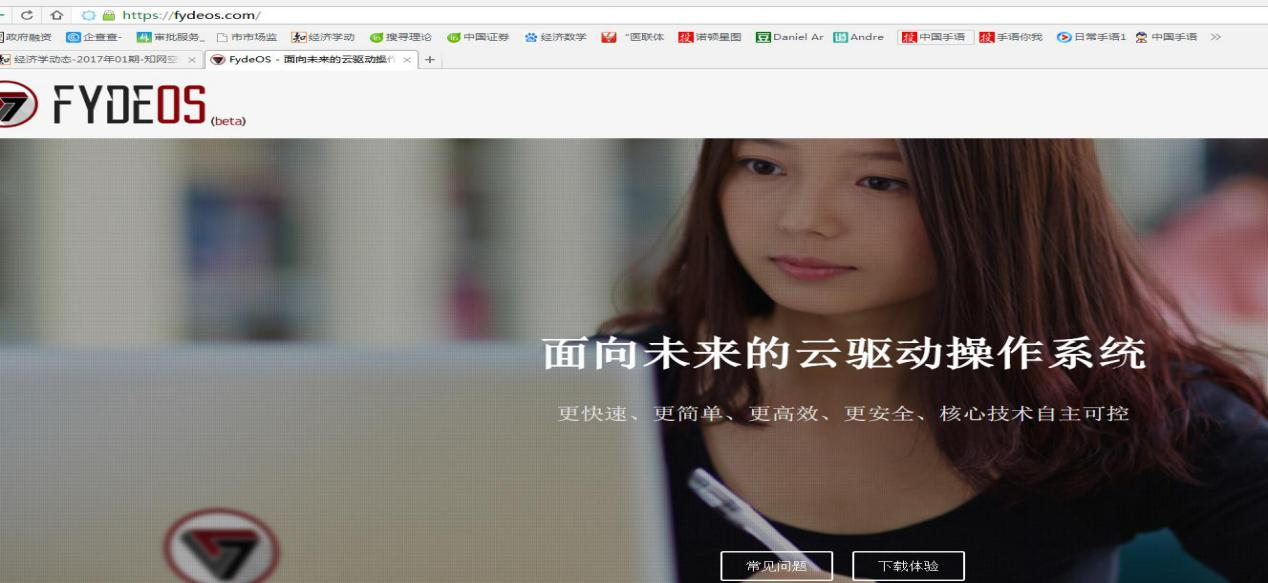 https://fydeos.com/
政府融资 企查查- 审批服务_ 市市场监 经济学动 搜寻理论 中国证券 经济数学 “医联体 诺顿星图 Daniel Ar Andre 中国手语 手语你我 日常手语1 中国手语 >>
经济学动态-2017年01期-知网空 × FydeOS - 面向未来的云驱动操作 × +
FYDEOS (beta)
面向未来的云驱动操作系统
更快速、更简单、更高效、更安全、核心技术自主可控
常见问题 下载体验